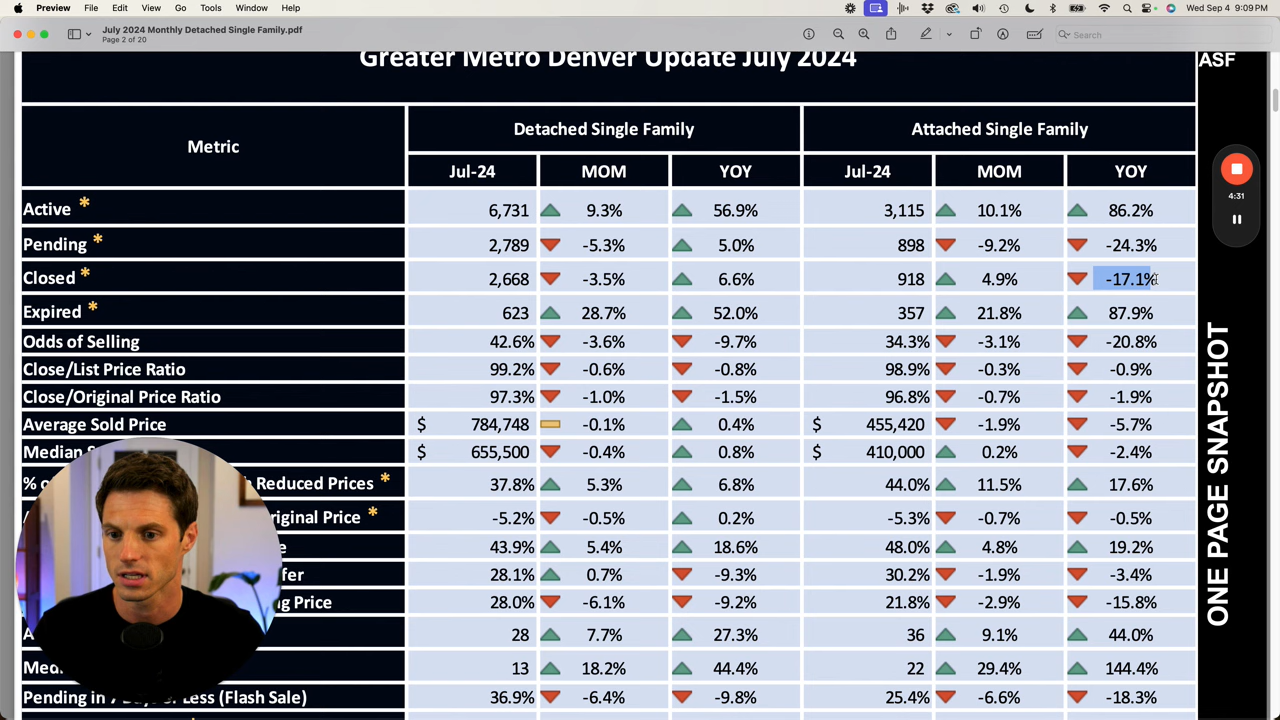 Preview File Edit View Go Tools Window Help Wed Sep 4 9:09 PM
July 2024 Monthly Detached Single Family.pdf
Page 2 of 20
Search
Greater Metro Denver Update July 2024
ASF
Metric Detached Single Family Attached Single Family
Jul-24 MOM YOY Jul-24 MOM YOY
Active * 6,731 9.3% 56.9% 3,115 10.1% 86.2%
Pending * 2,789 -5.3% 5.0% 898 -9.2% -24.3%
Closed * 2,668 -3.5% 6.6% 918 4.9% -17.1%
Expired * 623 28.7% 52.0% 357 21.8% 87.9%
Odds of Selling 42.6% -3.6% -9.7% 34.3% -3.1% -20.8%
Close/List Price Ratio 99.2% -0.6% -0.8% 98.9% -0.3% -0.9%
Close/Original Price Ratio 97.3% -1.0% -1.5% 96.8% -0.7% -1.9%
Average Sold Price $ 784,748 -0.1% 0.4% $ 455,420 -1.9% -5.7%
Median $ 655,500 -0.4% 0.8% $ 410,000 0.2% -2.4%
% Reduced Prices * 37.8% 5.3% 6.8% 44.0% 11.5% 17.6%
Price * -5.2% -0.5% 0.2% -5.3% -0.7% -0.5%
43.9% 5.4% 18.6% 48.0% 4.8% 19.2%
28.1% 0.7% -9.3% 30.2% -1.9% -3.4%
Price 28.0% -6.1% -9.2% 21.8% -2.9% -15.8%
28 7.7% 27.3% 36 9.1% 44.0%
13 18.2% 44.4% 22 29.4% 144.4%
Pending in Less (Flash Sale) 36.9% -6.4% -9.8% 25.4% -6.6% -18.3%
ONE PAGE SNAPSHOT
4:31